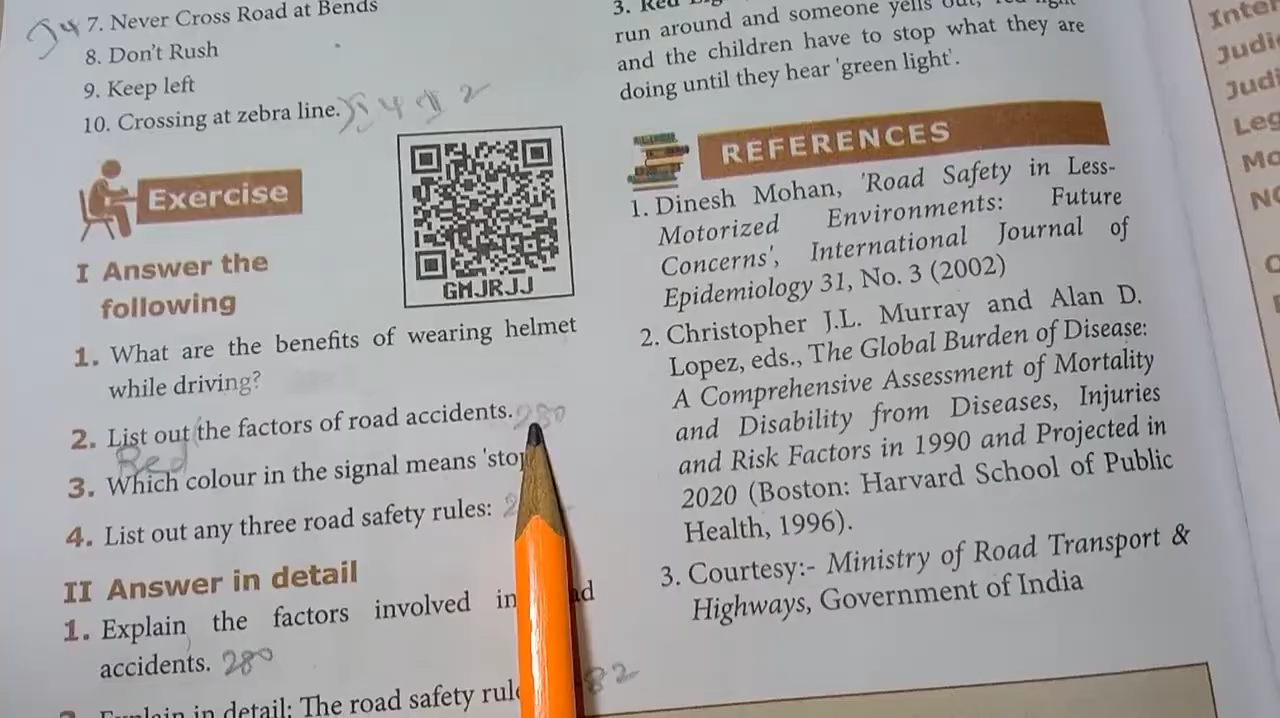 7. Never Cross Road at Bends
8. Don't Rush
9. Keep left
10. Crossing at zebra line.
Exercise
GMJRJJ
I Answer the
following
1. What are the benefits of wearing helmet
while driving?
2. List out the factors of road accidents. 280
Red
3. Which colour in the signal means 'stop
4. List out any three road safety rules:
II Answer in detail
1. Explain the factors involved in
accidents. 280
Explain in detail: The road safety 82
3. Red
run around and someone yells out,
and the children have to stop what they are
doing until they hear 'green light'.
REFERENCES
1. Dinesh Mohan, 'Road Safety in Less-
Motorized Environments: Future
Concerns', International Journal of
Epidemiology 31, No. 3 (2002)
2. Christopher J.L. Murray and Alan D.
Lopez, eds., The Global Burden of Disease:
A Comprehensive Assessment of Mortality
and Disability from Diseases, Injuries
and Risk Factors in 1990 and Projected in
2020 (Boston: Harvard School of Public
Health, 1996).
3. Courtesy:- Ministry of Road Transport &
Highways, Government of India